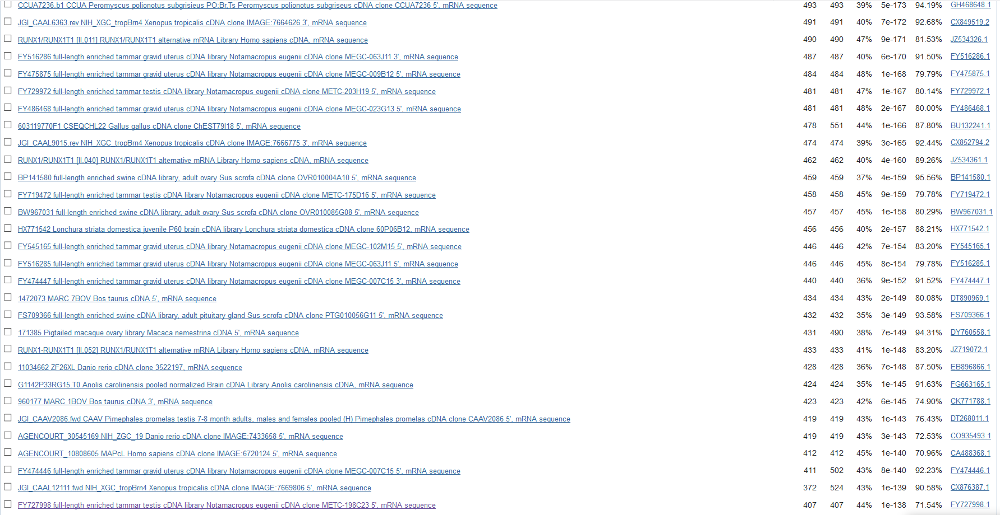 CCUA7236.b1 CCUA Peromyscus polionotus subgrisieus PO:Br,Ts Peromyscus polionotus subgriseus cDNA clone CCUA7236 5', mRNA sequence 493 493 39% 5e-173 94.19% GH468648.1
JGI_CAAL6363.rev NIH_XGC_tropBrn4 Xenopus tropicalis cDNA clone IMAGE:7664626 3', mRNA sequence 491 491 40% 7e-172 92.68% CX849519.2
RUNX1/RUNX1T1 [II.011] RUNX1/RUNX1T1 alternative mRNA Library Homo sapiens cDNA, mRNA sequence 490 490 47% 9e-171 81.53% JZ534326.1
FY516286 full-length enriched tammar gravid uterus cDNA library Notamacropus eugenii cDNA clone MEGC-063J11 3', mRNA sequence 487 487 40% 6e-170 91.50% FY516286.1
FY475875 full-length enriched tammar gravid uterus cDNA library Notamacropus eugenii cDNA clone MEGC-009B12 5', mRNA sequence 484 484 48% 1e-168 79.79% FY475875.1
FY729972 full-length enriched tammar testis cDNA library Notamacropus eugenii cDNA clone METC-203H19 5', mRNA sequence 481 481 47% 1e-167 80.14% FY729972.1
FY486468 full-length enriched tammar gravid uterus cDNA library Notamacropus eugenii cDNA clone MEGC-023G13 5', mRNA sequence 481 481 48% 2e-167 80.00% FY486468.1
603119770F1 CSEQCHL22 Gallus gallus cDNA clone ChEST79I18 5', mRNA sequence 478 551 44% 1e-166 87.80% BU132241.1
JGI_CAAL9015.rev NIH_XGC_tropBrn4 Xenopus tropicalis cDNA clone IMAGE:7666775 3', mRNA sequence 474 474 39% 3e-165 92.44% CX852794.2
RUNX1/RUNX1T1 [II.040] RUNX1/RUNX1T1 alternative mRNA Library Homo sapiens cDNA, mRNA sequence 462 462 40% 4e-160 89.26% JZ534361.1
BP141580 full-length enriched swine cDNA library, adult ovary Sus scrofa cDNA clone OVR010004A10 5', mRNA sequence 459 459 37% 4e-159 95.56% BP141580.1
FY719472 full-length enriched tammar testis cDNA library Notamacropus eugenii cDNA clone METC-175D16 5', mRNA sequence 458 458 45% 9e-159 79.78% FY719472.1
BW967031 full-length enriched swine cDNA library, adult ovary Sus scrofa cDNA clone OVR010085G08 5', mRNA sequence 457 457 45% 1e-158 80.29% BW967031.1
HX771542 Lonchura striata domestica juvenile P60 brain cDNA library Lonchura striata domestica cDNA clone 60P06B12, mRNA sequence 456 456 40% 2e-157 88.21% HX771542.1
FY545165 full-length enriched tammar gravid uterus cDNA library Notamacropus eugenii cDNA clone MEGC-102M15 5', mRNA sequence 446 446 42% 7e-154 83.20% FY545165.1
FY516285 full-length enriched tammar gravid uterus cDNA library Notamacropus eugenii cDNA clone MEGC-063J11 5', mRNA sequence 446 446 45% 8e-154 79.78% FY516285.1
FY474447 full-length enriched tammar gravid uterus cDNA library Notamacropus eugenii cDNA clone MEGC-007C15 3', mRNA sequence 440 440 36% 9e-152 91.52% FY474447.1
1472073 MARC 7BOV Bos taurus cDNA 5', mRNA sequence 434 434 43% 2e-149 80.08% DT890969.1
FS709366 full-length enriched swine cDNA library, adult pituitary gland Sus scrofa cDNA clone PTG010056G11 5', mRNA sequence 432 432 35% 3e-149 93.58% FS709366.1
171385 Pigtailed macaque ovary library Macaca nemestrina cDNA 5', mRNA sequence 431 490 38% 7e-149 94.31% DY760558.1
RUNX1-RUNX1T1 [II.052] RUNX1/RUNX1T1 alternative mRNA Library Homo sapiens cDNA, mRNA sequence 433 433 41% 1e-148 83.20% JZ719072.1
11034662 ZF26XL Danio rerio cDNA clone 3522197, mRNA sequence 428 428 36% 7e-148 87.50% EB896866.1
G1142P33RG15.T0 Anolis carolinensis pooled normalized Brain cDNA Library Anolis carolinensis cDNA, mRNA sequence 424 424 35% 1e-145 91.63% FG663165.1
960177 MARC 1BOV Bos taurus cDNA 3', mRNA sequence 423 423 42% 6e-145 74.90% CK771788.1
JGI_CAAV2086.fwd CAAV Pimephales promelas testis 7-8 month adults, males and females pooled (H) Pimephales promelas cDNA clone CAAV2086 5', mRNA sequence 419 419 43% 1e-143 76.43% DT268011.1
AGENCOURT_30545169 NIH_ZGC_19 Danio rerio cDNA clone IMAGE:7433658 5', mRNA sequence 419 419 43% 3e-143 72.53% CO935493.1
AGENCOURT_10808605 MAPcL Homo sapiens cDNA clone IMAGE:6720124 5', mRNA sequence 412 412 45% 1e-140 70.96% CA488368.1
FY474446 full-length enriched tammar gravid uterus cDNA library Notamacropus eugenii cDNA clone MEGC-007C15 5', mRNA sequence 411 502 43% 8e-140 92.23% FY474446.1
JGI_CAAL12111.fwd NIH_XGC_tropBrn4 Xenopus tropicalis cDNA clone IMAGE:7669806 5', mRNA sequence 372 524 43% 1e-139 90.58% CX876387.1
FY727998 full-length enriched tammar testis cDNA library Notamacropus eugenii cDNA clone METC-198C23 5', mRNA sequence 407 407 44% 1e-138 71.54% FY727998.1